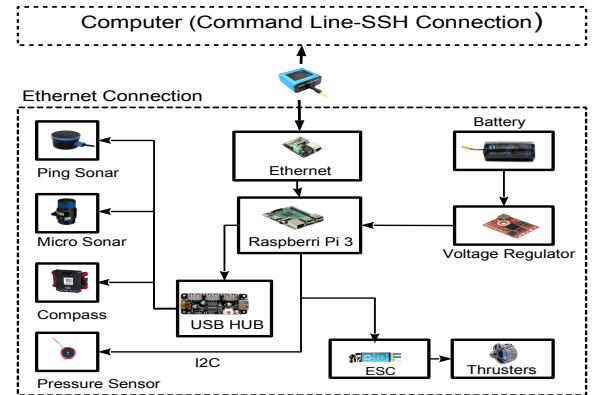 Computer (Command Line-SSH Connection)
Ethernet Connection
Battery
Ping Sonar
Ethernet
Micro Sonar
Raspberri Pi 3
Voltage Regulator
Compass
USB HUB
I2C
Pressure Sensor
ESC
Thrusters